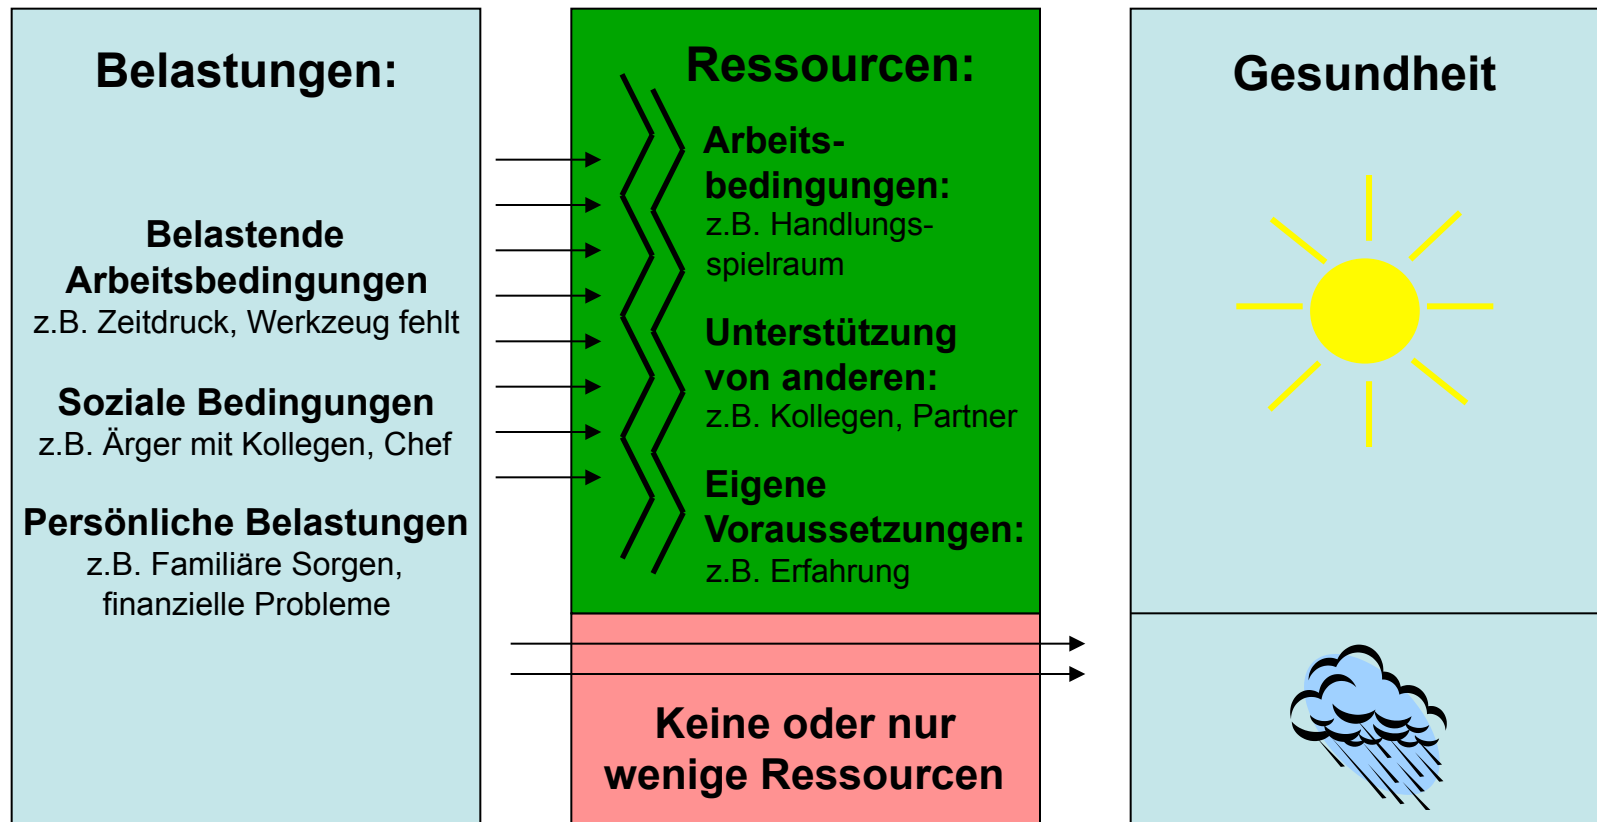 Belastungen:
Belastende
Arbeitsbedingungen
z.B. Zeitdruck, Werkzeug fehlt
Soziale Bedingungen
z.B. Ärger mit Kollegen, Chef
Persönliche Belastungen
z.B. Familiäre Sorgen,
finanzielle Probleme
Ressourcen:
Arbeits-
bedingungen:
z.B. Handlungs-
spielraum
Unterstützung
von anderen:
z.B. Kollegen, Partner
Eigene
Voraussetzungen:
z.B. Erfahrung
Keine oder nur
wenige Ressourcen
Gesundheit